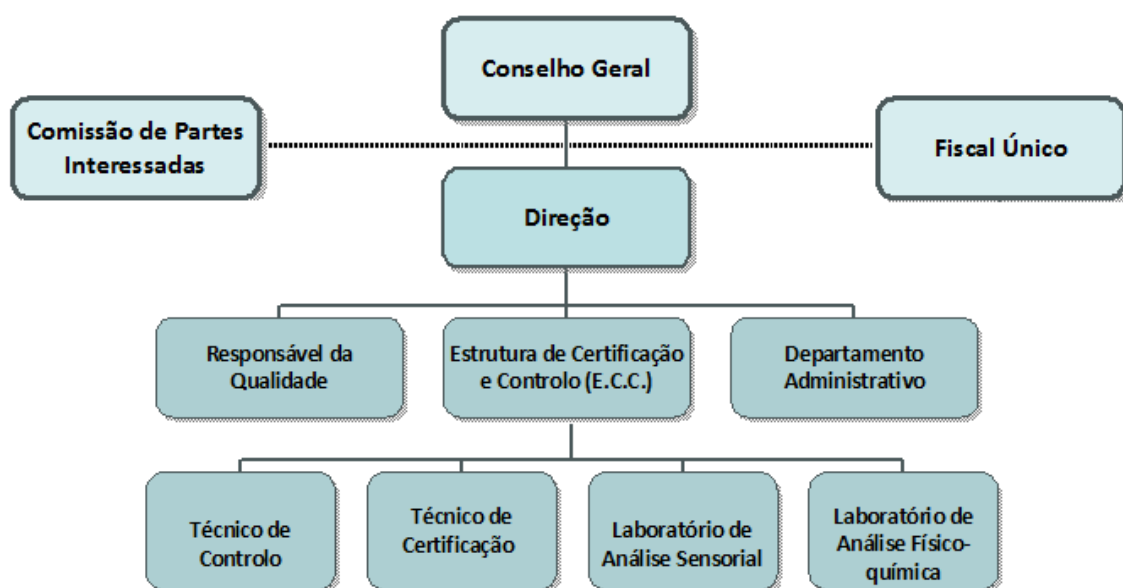 Conselho Geral
Comissão de Partes
Interessadas
Fiscal Único
Direção
Responsável da
Qualidade
Estrutura de Certificação
e Controlo (E.C.C.)
Departamento
Administrativo
Técnico de
Controlo
Técnico de
Certificação
Laboratório de
Análise Sensorial
Laboratório de
Análise Físico-
química